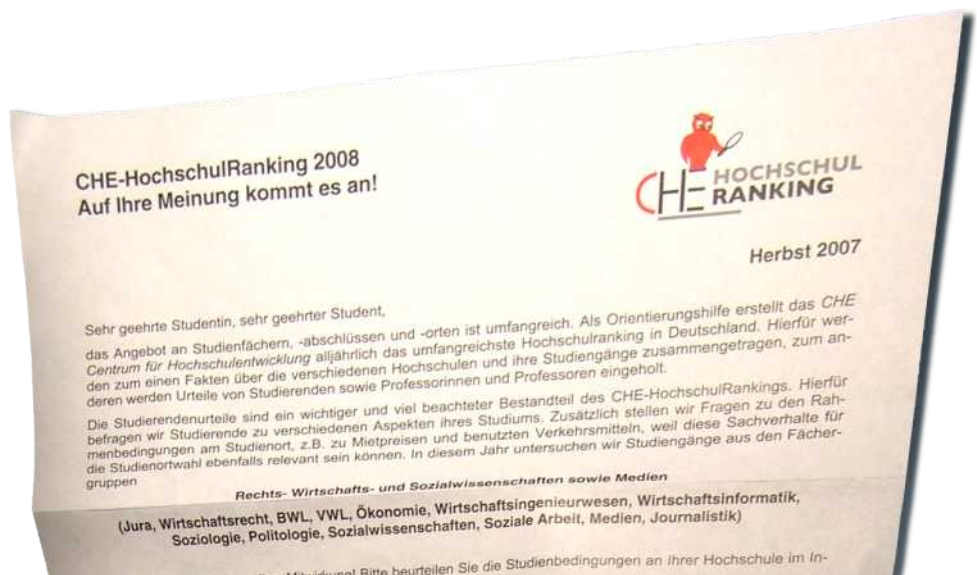 CHE-HochschulRanking 2008
Auf Ihre Meinung kommt es an!
CHE HOCHSCHUL
RANKING
Herbst 2007
Sehr geehrte Studentin, sehr geehrter Student,
das Angebot an Studienfächern, -abschlüssen und -orten ist umfangreich. Als Orientierungshilfe erstellt das CHE
Centrum für Hochschulentwicklung alljährlich das umfangreichste Hochschulranking in Deutschland. Hierfür wer-
den zum einen Fakten über die verschiedenen Hochschulen und ihre Studiengänge zusammengetragen, zum an-
deren werden Urteile von Studierenden sowie Professorinnen und Professoren eingeholt.
Die Studierendenurteile sind ein wichtiger und viel beachteter Bestandteil des CHE-HochschulRankings. Hierfür
befragen wir Studierende zu verschiedenen Aspekten ihres Studiums. Zusätzlich stellen wir Fragen zu den Rah-
menbedingungen am Studienort, z.B. zu Mietpreisen und benutzten Verkehrsmitteln, weil diese Sachverhalte für
die Studienortwahl ebenfalls relevant sein können. In diesem Jahr untersuchen wir Studiengänge aus den Fächer-
gruppen
Rechts- Wirtschafts- und Sozialwissenschaften sowie Medien
(Jura, Wirtschaftsrecht, BWL, VWL, Ökonomie, Wirtschaftsingenieurwesen, Wirtschaftsinformatik,
Soziologie, Politologie, Sozialwissenschaften, Soziale Arbeit, Medien, Journalistik)
Mitwirkung! Bitte beurteilen Sie die Studienbedingungen an Ihrer Hochschule im In-